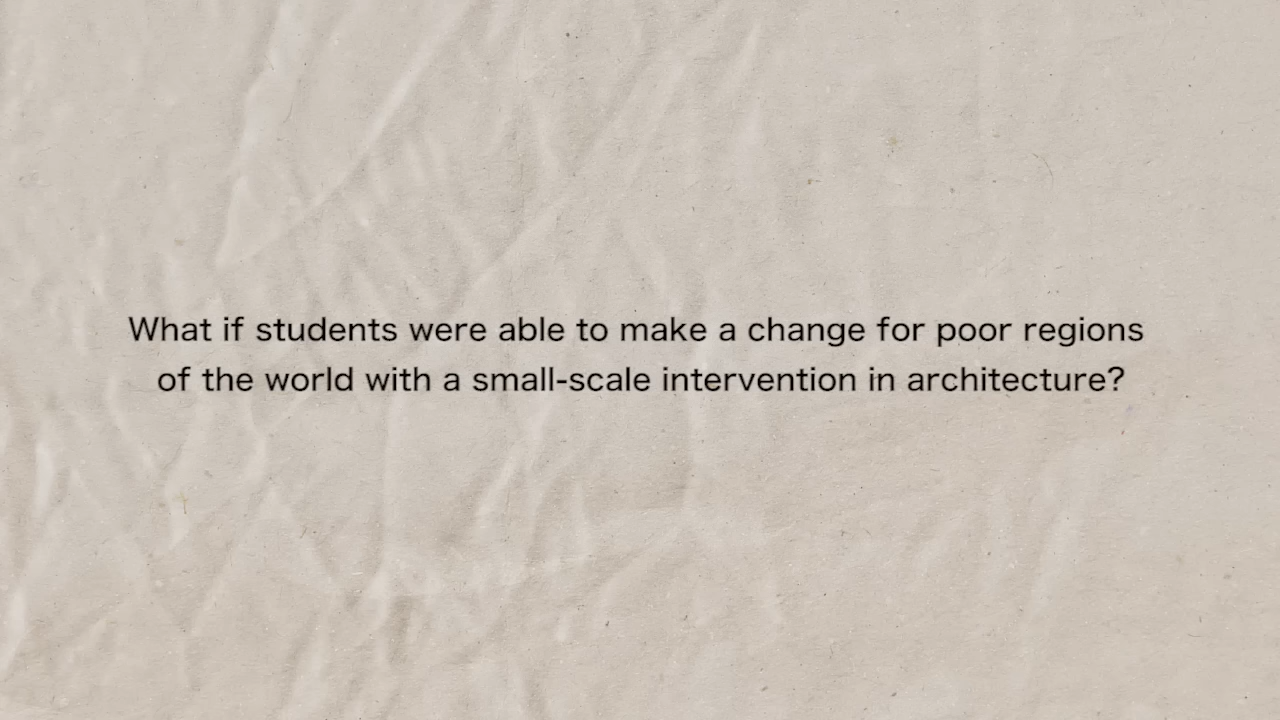 What if students were able to make a change for poor regions
of the world with a small-scale intervention in architecture?